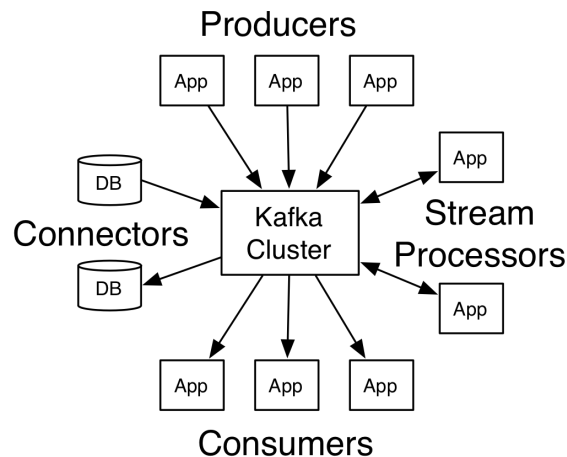 Producers
App
App
App
DB
App
Kafka
Cluster
Stream
Processors
Connectors
DB
App
App
App
App
Consumers